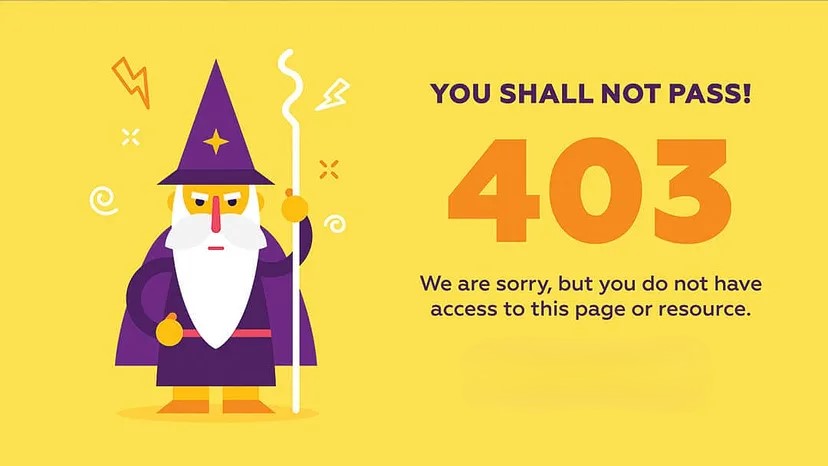 YOU SHALL NOT PASS!
403
We are sorry, but you do not have
access to this page or resource.